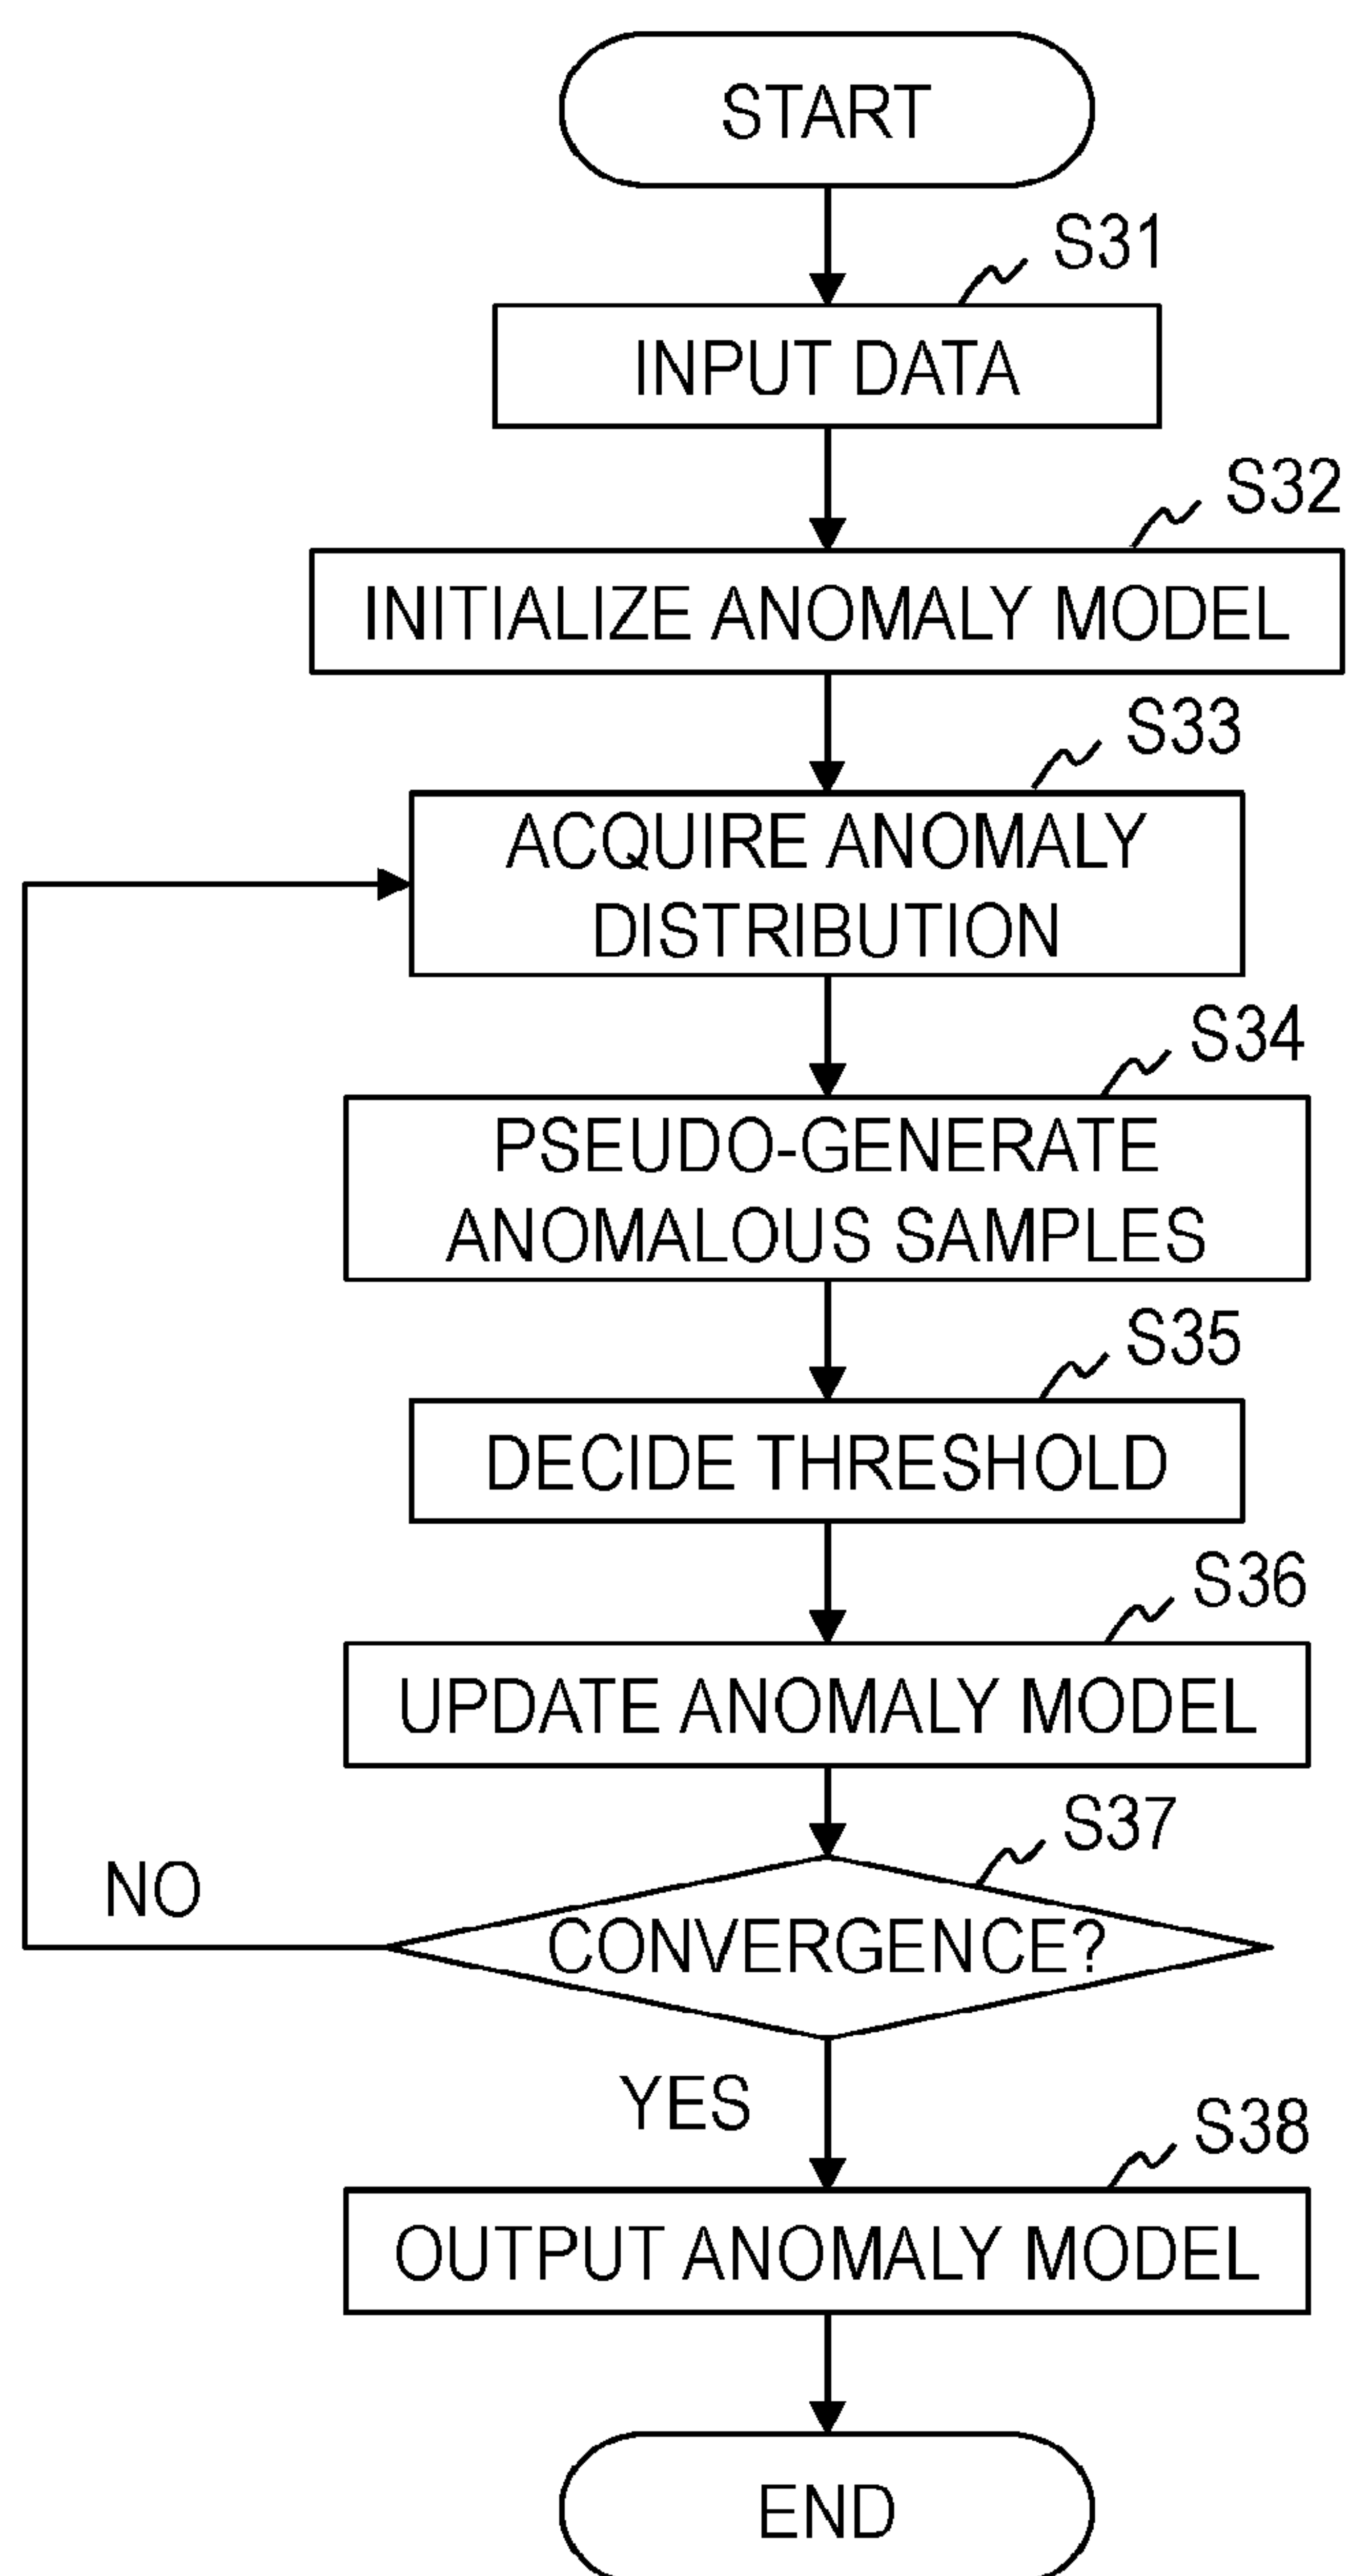 START
S31
INPUT DATA
S32
INITIALIZE ANOMALY MODEL
S33
ACQUIRE ANOMALY
DISTRIBUTION
S34
PSEUDO-GENERATE
ANOMALOUS SAMPLES
S35
DECIDE THRESHOLD
S36
UPDATE ANOMALY MODEL
S37
NO
CONVERGENCE?
YES
S38
OUTPUT ANOMALY MODEL
END